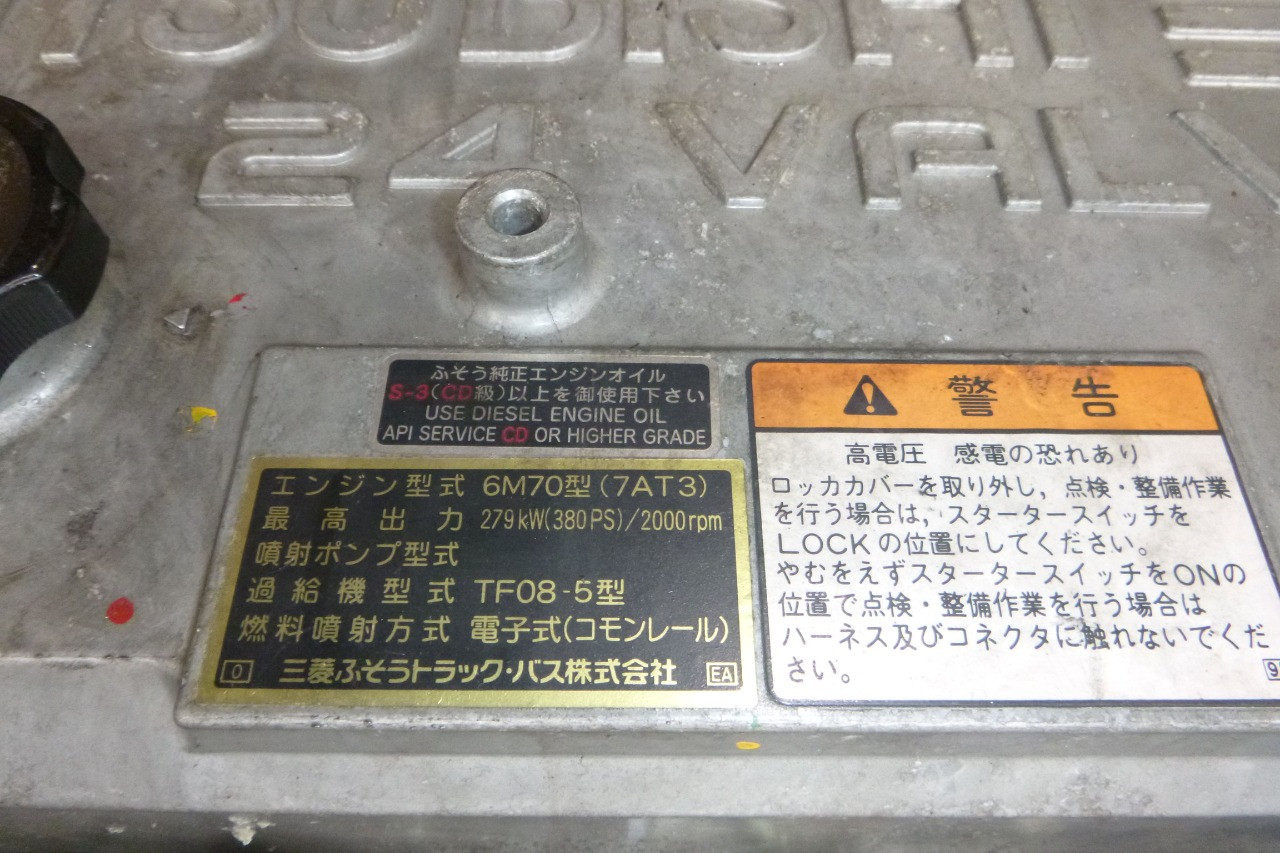 24 VALV
ふそう純正エンジンオイル
S-3(CD級)以上を御使用下さい
USE DIESEL ENGINE OIL
API SERVICE CD OR HIGHER GRADE
エンジン型式 6M70型(7AT3)
最高出力 279kW(380PS)/2000rpm
噴射ポンプ型式
過給機型式 TF08-5型
燃料噴射方式 電子式(コモンレール)
0 三菱ふそうトラック・バス株式会社 EA
警告
高電圧 感電の恐れあり
ロッカカバーを取り外し,点検・整備作業
を行う場合は,スタータースイッチを
LOCKの位置にしてください。
やむをえずスタータースイッチをONの
位置で点検・整備作業を行う場合は
ハーネス及びコネクタに触れないでくだ
さい。
9